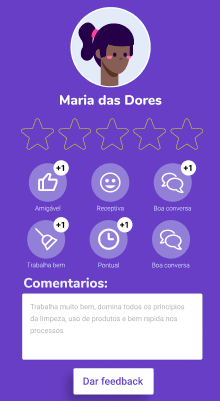 Maria das Dores
+1 +1
Amigável Receptiva Boa conversa
+1 +1
Trabalha bem Pontual Boa conversa
Comentarios:
Trabalha muito bem, domina todos os principios
da limpeza, uso de produtos e bem rapida nos
processos
Dar feedback